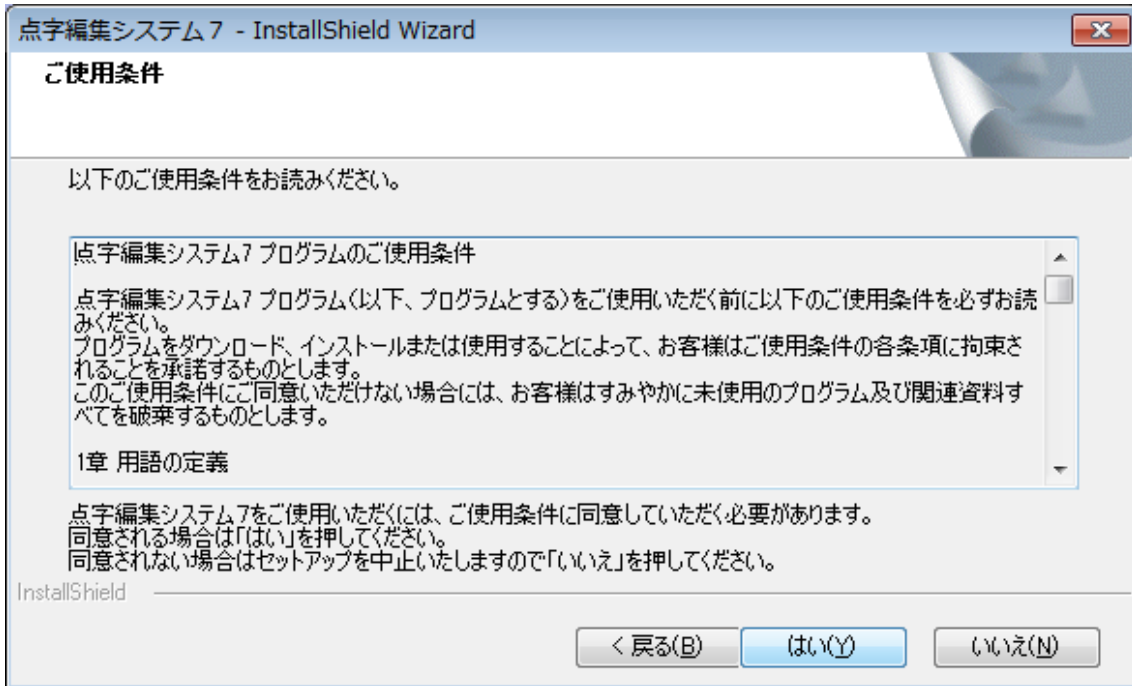 点字編集システム7 - InstallShield Wizard
ご使用条件
以下のご使用条件をお読みください。
点字編集システム7 プログラムのご使用条件
点字編集システム7 プログラム(以下、プログラムとする)をご使用いただく前に以下のご使用条件を必ずお読
みください。
プログラムをダウンロード、インストールまたは使用することによって、お客様はご使用条件の各条項に拘束さ
れることを承諾するものとします。
このご使用条件にご同意いただけない場合には、お客様はすみやかに未使用のプログラム及び関連資料す
べてを破棄するものとします。
1章 用語の定義
点字編集システム7をご使用いただくには、ご使用条件に同意していただく必要があります。
同意される場合は「はい」を押してください。
同意されない場合はセットアップを中止いたしますので「いいえ」を押してください。
InstallShield
< 戻る(B) はい(Y) いいえ(N)